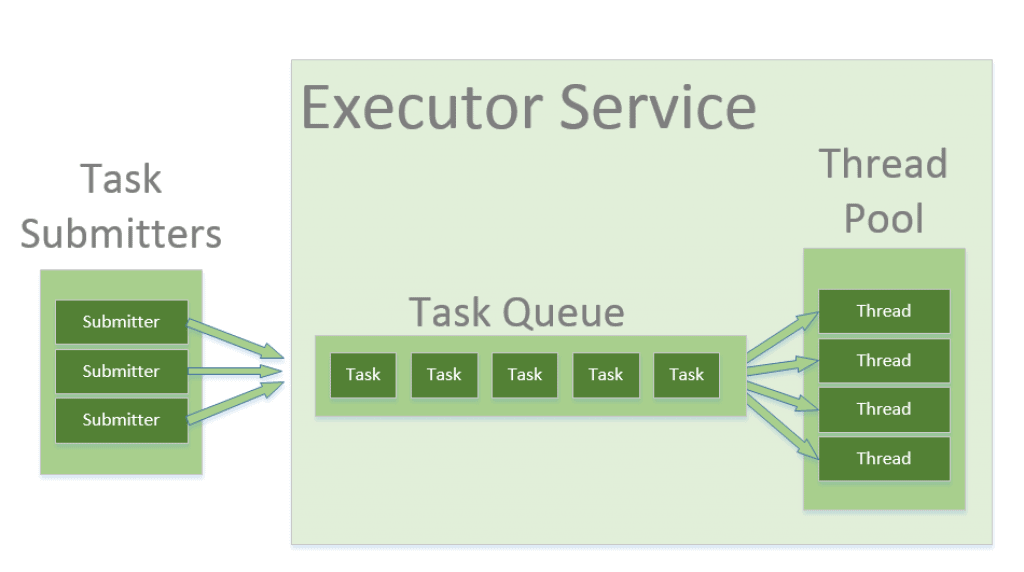 Executor Service
Task
Submitters
Submitter
Submitter
Submitter
Task Queue
Task Task Task Task Task
Thread
Pool
Thread
Thread
Thread
Thread